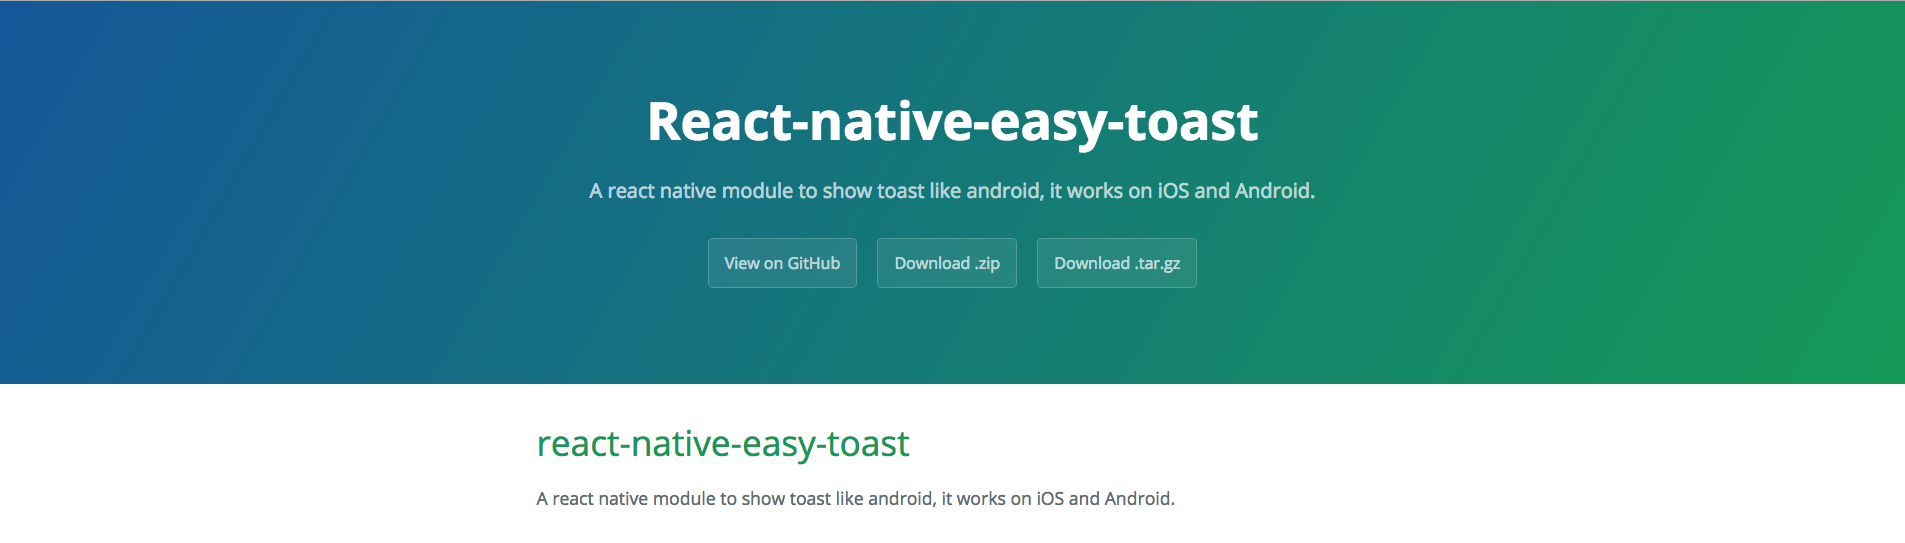 React-native-easy-toast
A react native module to show toast like android, it works on iOS and Android.
View on GitHub
Download .zip
Download .tar.gz
react-native-easy-toast
A react native module to show toast like android, it works on iOS and Android.